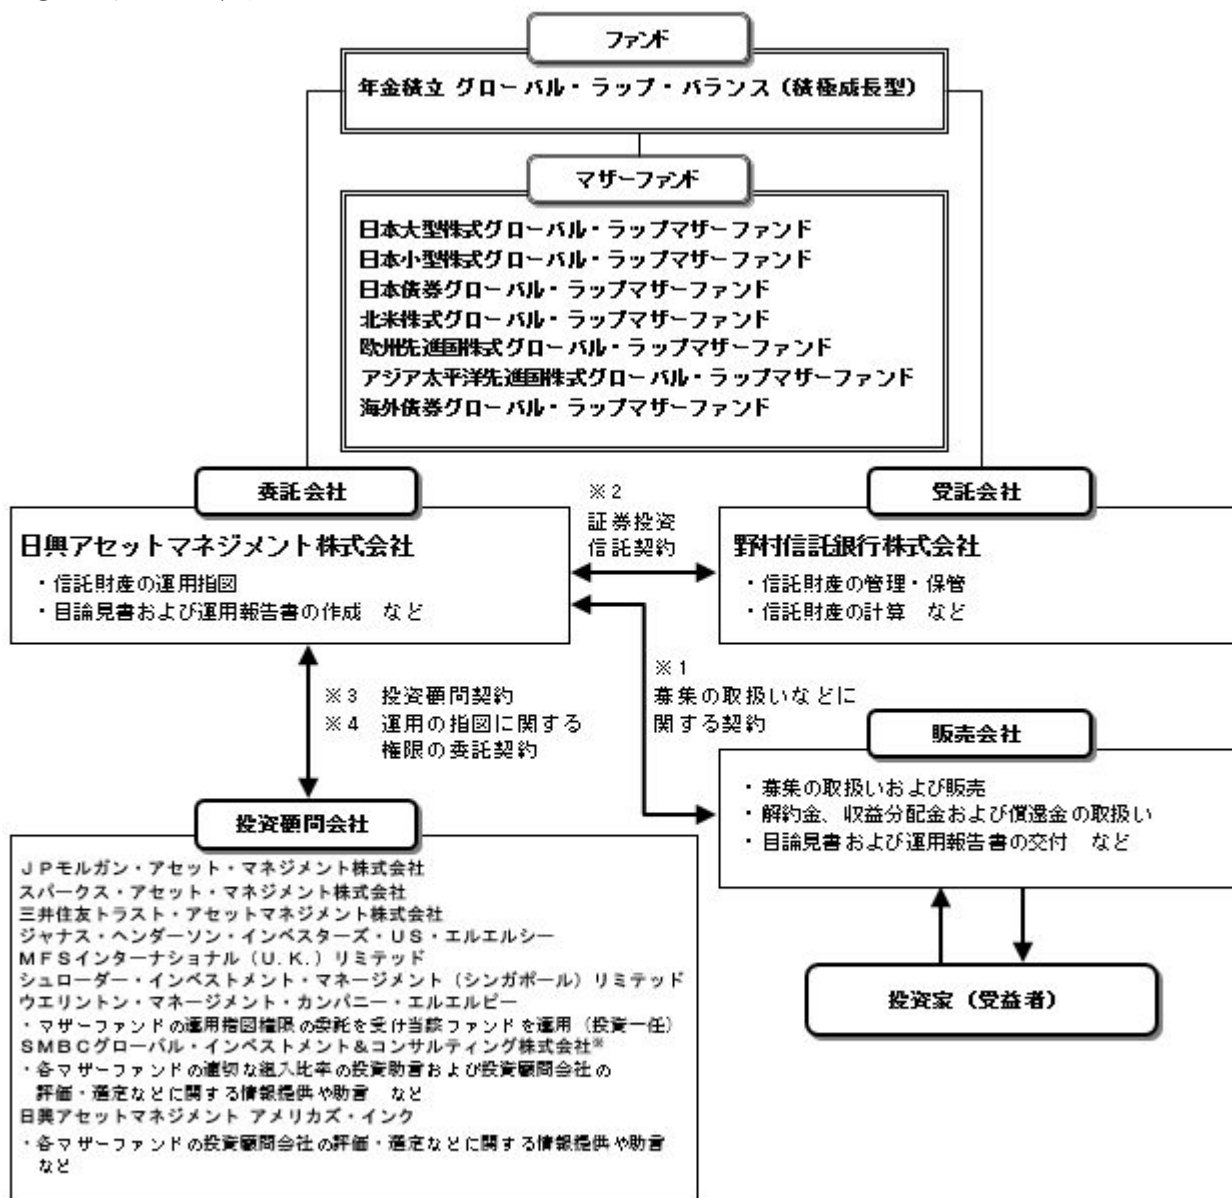 ファンド
年金積立 グローバル・ラップ・バランス（積極成長型）
マザーファンド
日本大型株式グローバル・ラップマザーファンド
日本小型株式グローバル・ラップマザーファンド
日本債券グローバル・ラップマザーファンド
北米株式グローバル・ラップマザーファンド
欧州先進国株式グローバル・ラップマザーファンド
アジア太平洋先進国株式グローバル・ラップマザーファンド
海外債券グローバル・ラップマザーファンド
委託会社
日興アセットマネジメント株式会社
・信託財産の運用指図
・目論見書および運用報告書の作成　など
※２
証券投資
信託契約
受託会社
野村信託銀行株式会社
・信託財産の管理・保管
・信託財産の計算　など
※３　投資顧問契約
※４　運用の指図に関する
権限の委託契約
※１
募集の取扱いなどに
関する契約
販売会社
・募集の取扱いおよび販売
・解約金、収益分配金および償還金の取扱い
・目論見書および運用報告書の交付　など
投資家（受益者）
投資顧問会社
ＪＰモルガン・アセット・マネジメント株式会社
スパークス・アセット・マネジメント株式会社
三井住友トラスト・アセットマネジメント株式会社
ジャナス・ヘンダーソン・インベスターズ・ＵＳ・エルエルシー
ＭＦＳインターナショナル（Ｕ.Ｋ.）リミテッド
シュローダー・インベストメント・マネージメント（シンガポール）リミテッド
ウエリントン・マネージメント・カンパニー・エルエルピー
・マザーファンドの運用指図権限の委託を受け当該ファンドを運用（投資一任）
ＳＭＢＣグローバル・インベストメント＆コンサルティング株式会社※
・各マザーファンドの適切な組入比率の投資助言および投資顧問会社の
評価・選定などに関する情報提供や助言　など
日興アセットマネジメント アメリカズ・インク
・各マザーファンドの投資顧問会社の評価・選定などに関する情報提供や助言
など